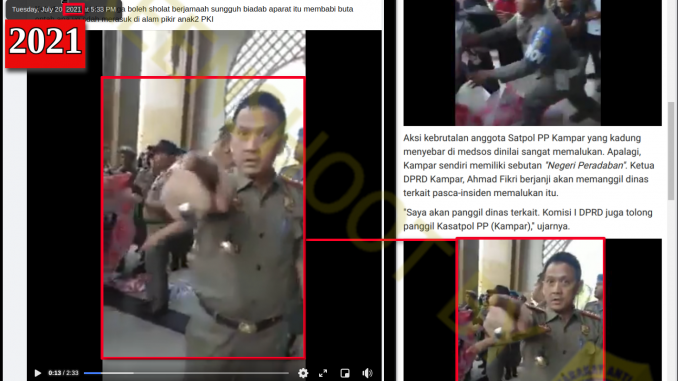 Tuesday, July 20, 2021 at 5:33 PM
a boleh sholat berjamaah sungguh biadab aparat itu membabi buta
merasuk di alam pikir anak2 PKI
2021
0:13 / 2:33
Aksi kebrutalan anggota Satpol PP Kampar yang kadung
menyebar di medsos dinilai sangat memalukan. Apalagi,
Kampar sendiri memiliki sebutan "Negeri Peradaban". Ketua
DPRD Kampar, Ahmad Fikri berjanji akan memanggil dinas
terkait pasca-insiden memalukan itu.
"Saya akan panggil dinas terkait. Komisi I DPRD juga tolong
panggil Kasatpol PP (Kampar)," ujarnya.